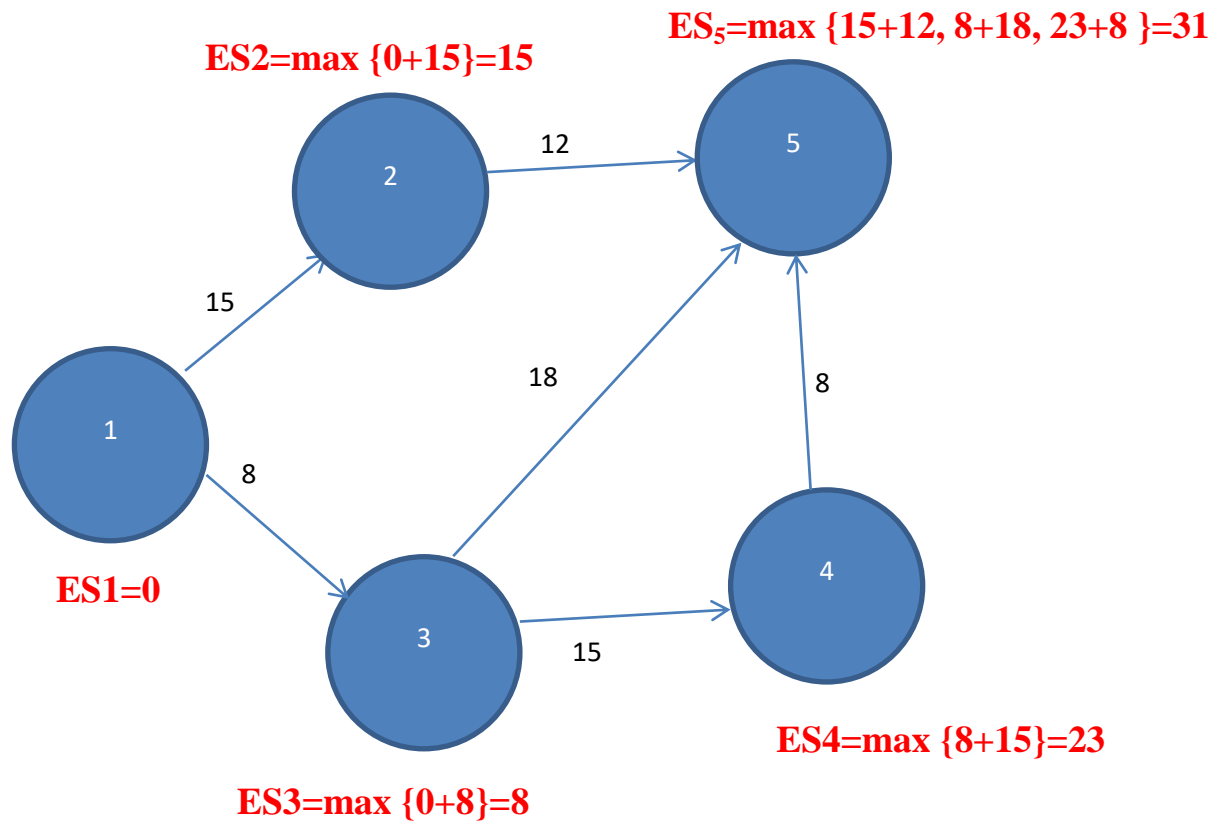 ES₅=max {15+12, 8+18, 23+8 }=31
ES2=max {0+15}=15
12
5
2
15
18
8
1
8
4
ES1=0
3
15
ES4=max {8+15}=23
ES3=max {0+8}=8